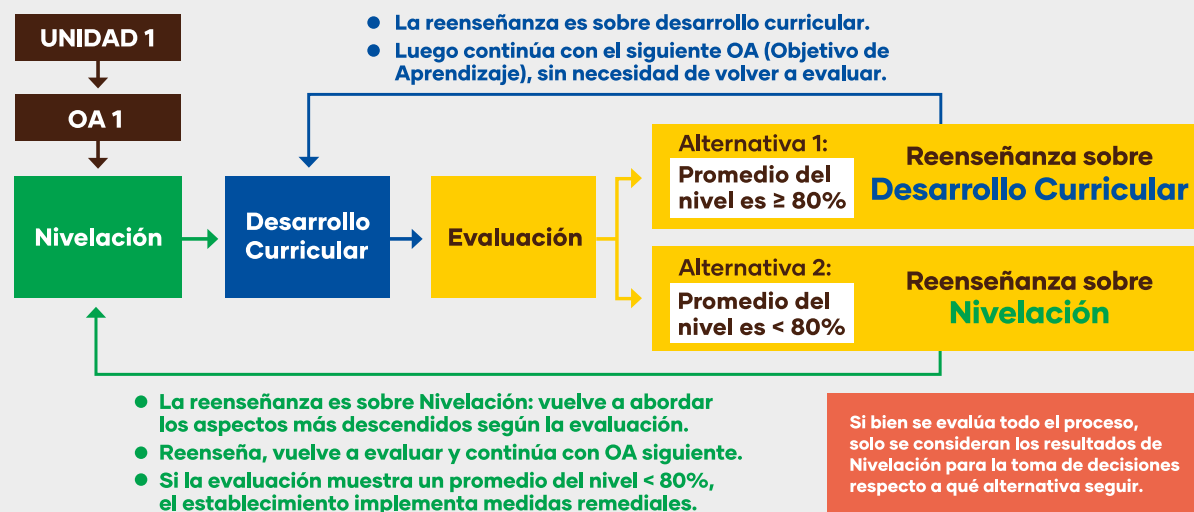 UNIDAD 1
OA 1
● La reenseñanza es sobre desarrollo curricular.
● Luego continúa con el siguiente OA (Objetivo de
Aprendizaje), sin necesidad de volver a evaluar.
Nivelación
Desarrollo
Curricular
Evaluación
Alternativa 1:
Promedio del
nivel es ≥ 80%
Reenseñanza sobre
Desarrollo Curricular
Alternativa 2:
Promedio del
nivel es < 80%
Reenseñanza sobre
Nivelación
● La reenseñanza es sobre Nivelación: vuelve a abordar
los aspectos más descendidos según la evaluación.
● Reenseña, vuelve a evaluar y continúa con OA siguiente.
● Si la evaluación muestra un promedio del nivel < 80%,
el establecimiento implementa medidas remediales.
Si bien se evalúa todo el proceso,
solo se consideran los resultados de
Nivelación para la toma de decisiones
respecto a qué alternativa seguir.